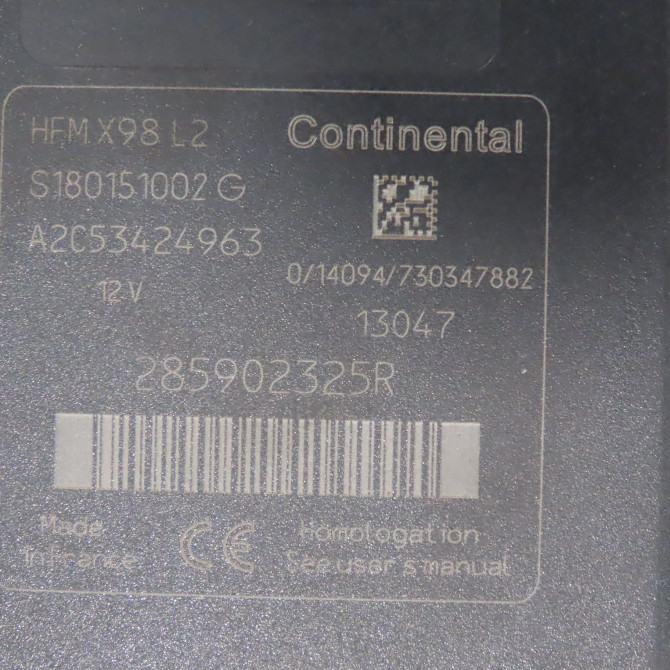 HFM X98 L2
Continental
S180151002 G
A2C53424963
0/14094/730347882
12V
13047
285902325R
Made
in France
CE
Homologation
See user s manual